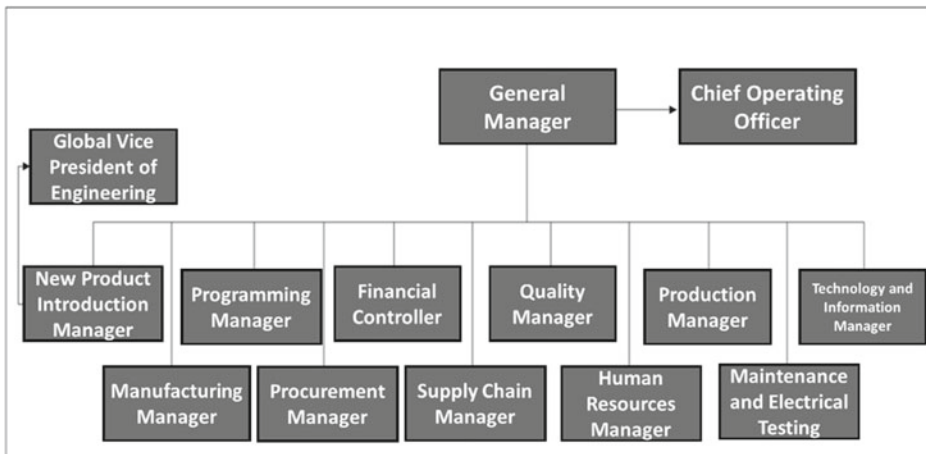 General
Manager
Chief Operating
Officer
Global Vice
President of
Engineering
New Product
Introduction
Manager
Programming
Manager
Financial
Controller
Quality
Manager
Production
Manager
Technology and
Information
Manager
Manufacturing
Manager
Procurement
Manager
Supply Chain
Manager
Human
Resources
Manager
Maintenance
and Electrical
Testing